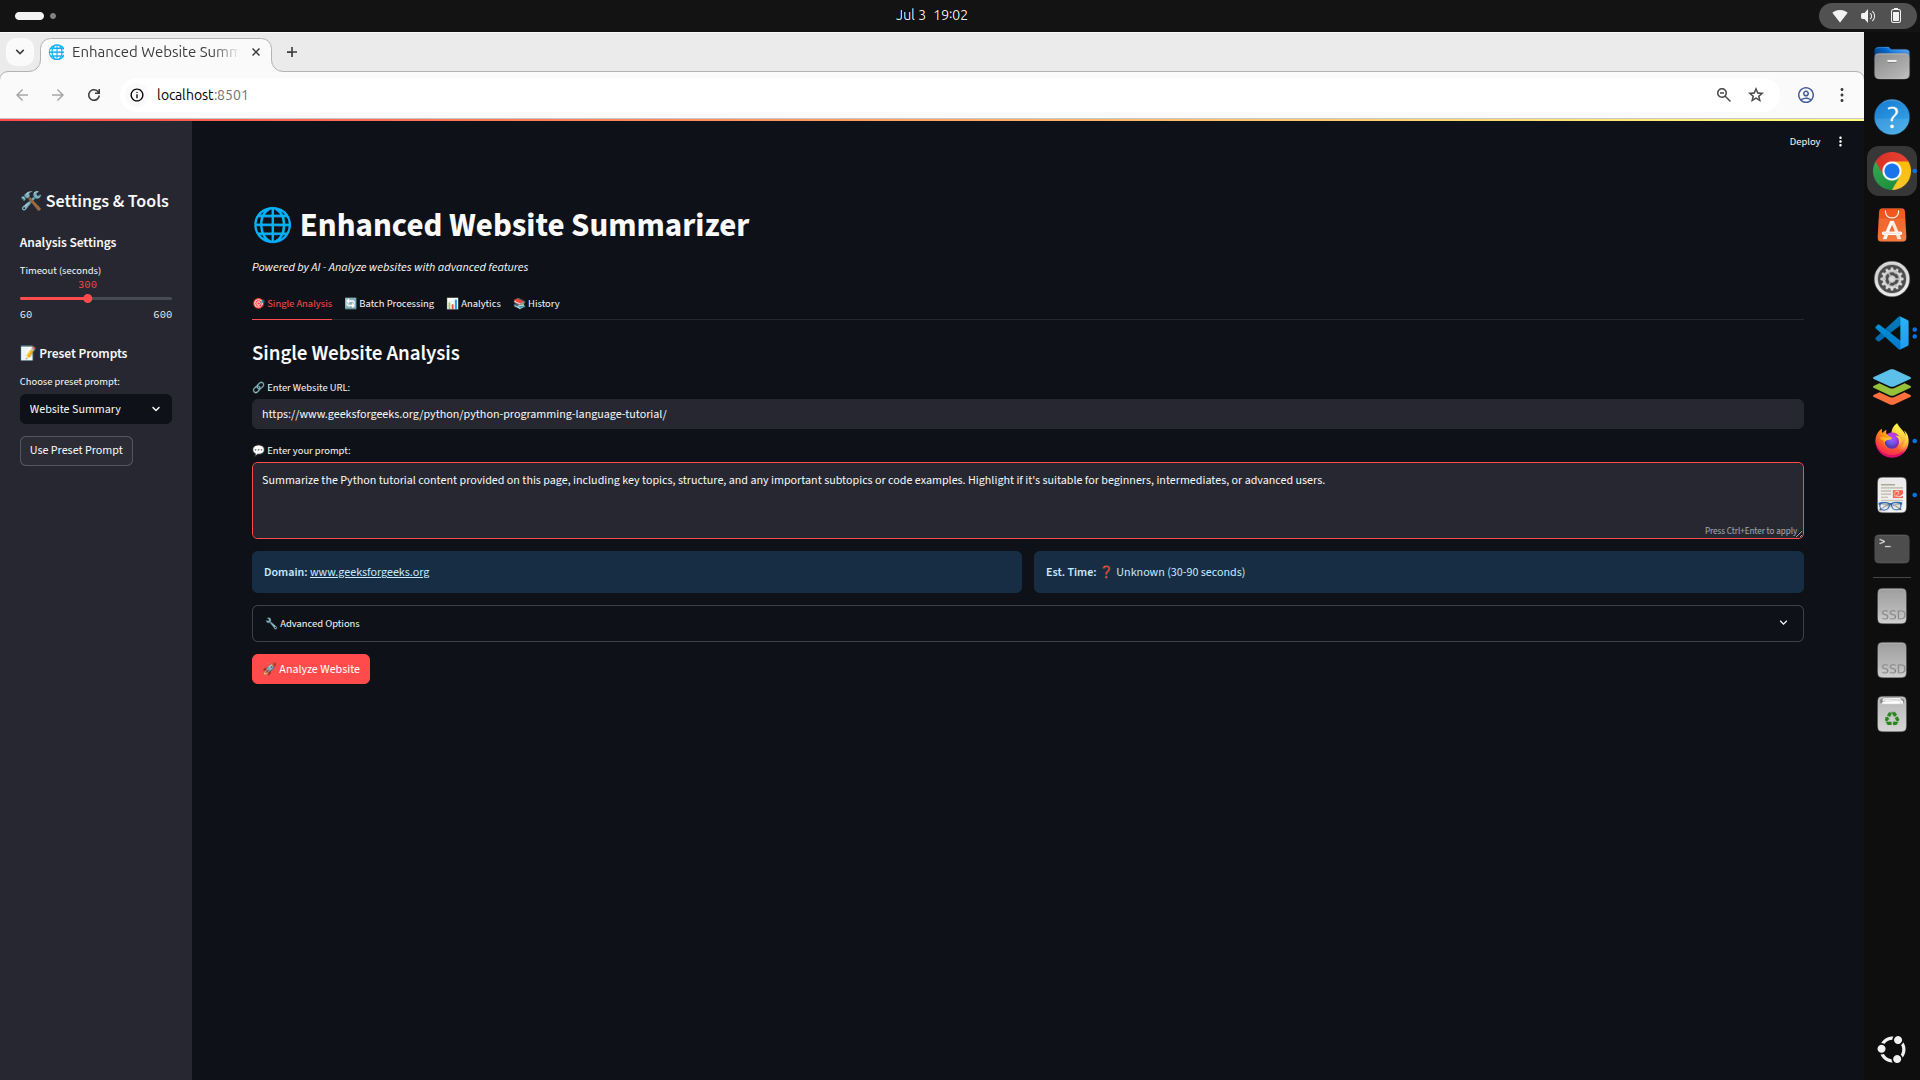 Jul 3 19:02
Enhanced Website Summ
localhost:8501
Deploy
🛠️ Settings & Tools
Analysis Settings
Timeout (seconds)
300
60 600
📝 Preset Prompts
Choose preset prompt:
Website Summary
Use Preset Prompt
🌐 Enhanced Website Summarizer
Powered by AI - Analyze websites with advanced features
🎯 Single Analysis 🔄 Batch Processing 📊 Analytics 📚 History
Single Website Analysis
🔗 Enter Website URL:
https://www.geeksforgeeks.org/python/python-programming-language-tutorial/
💬 Enter your prompt:
Summarize the Python tutorial content provided on this page, including key topics, structure, and any important subtopics or code examples. Highlight if it's suitable for beginners, intermediates, or advanced users.
Press Ctrl+Enter to apply
Domain: www.geeksforgeeks.org
Est. Time: ❓ Unknown (30-90 seconds)
🔧 Advanced Options
🚀 Analyze Website
SSD
SSD